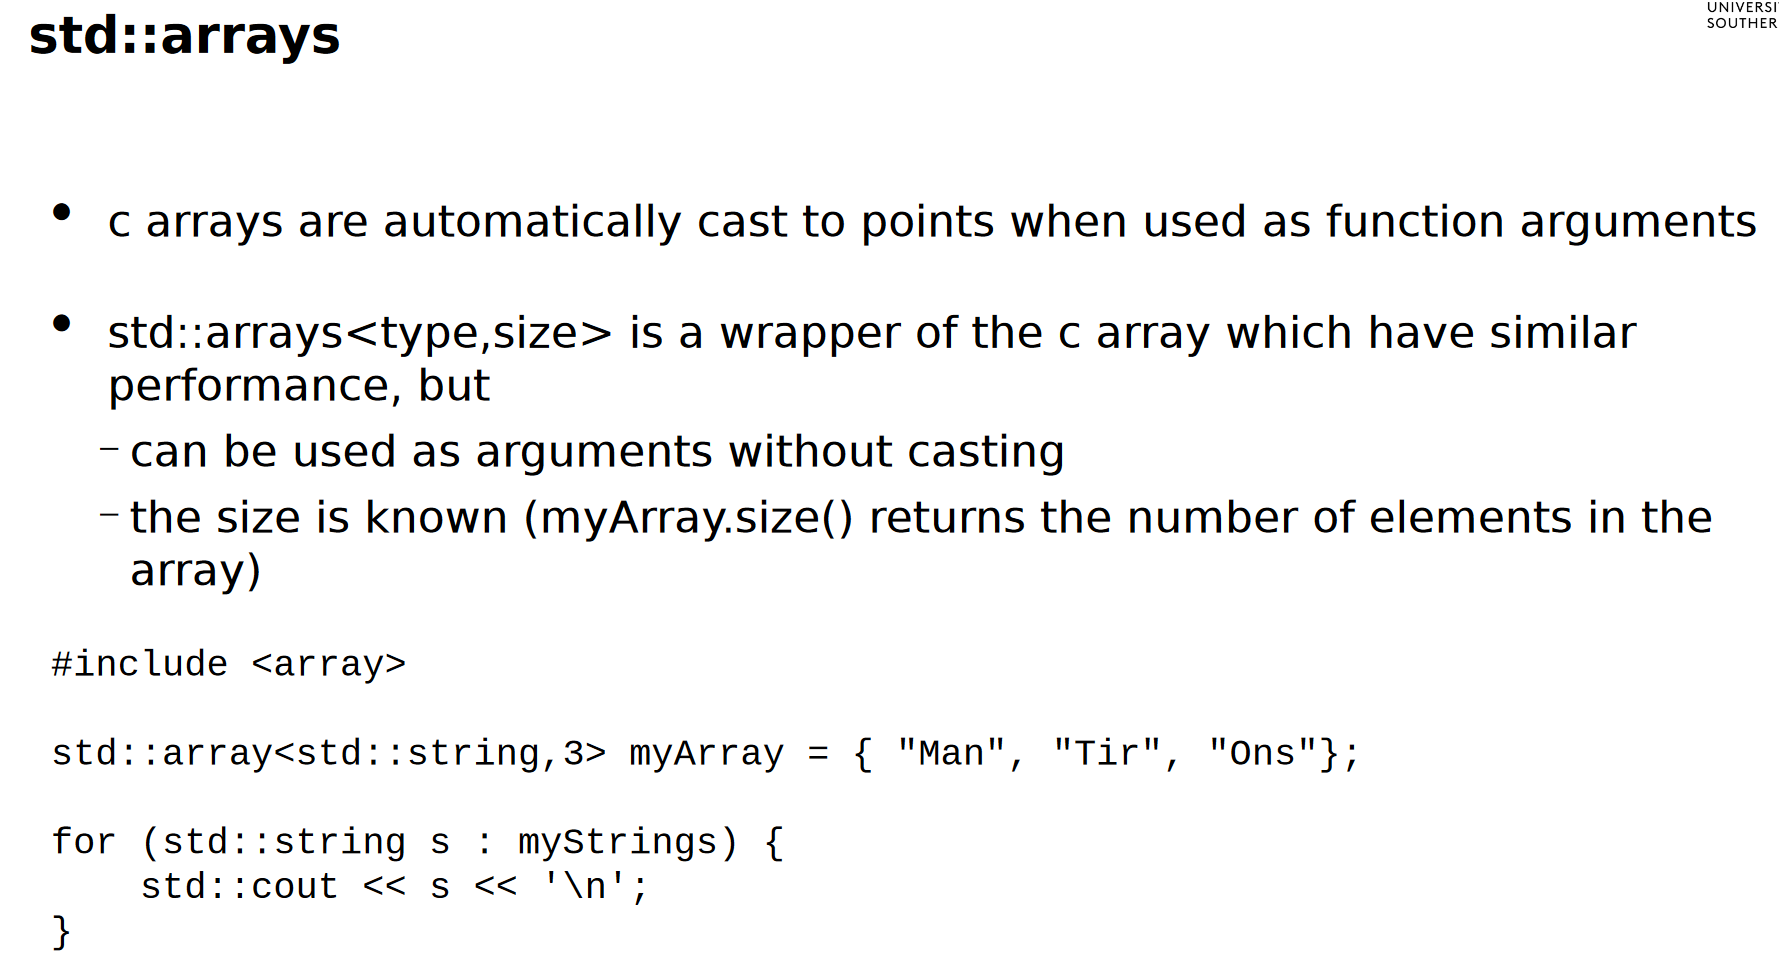 std::arrays
UNIVERSI
SOUTHER
• c arrays are automatically cast to points when used as function arguments
• std::arrays<type,size> is a wrapper of the c array which have similar
performance, but
– can be used as arguments without casting
– the size is known (myArray.size() returns the number of elements in the
array)
#include <array>
std::array<std::string,3> myArray = { "Man", "Tir", "Ons"};
for (std::string s : myStrings) {
    std::cout << s << '\n';
}